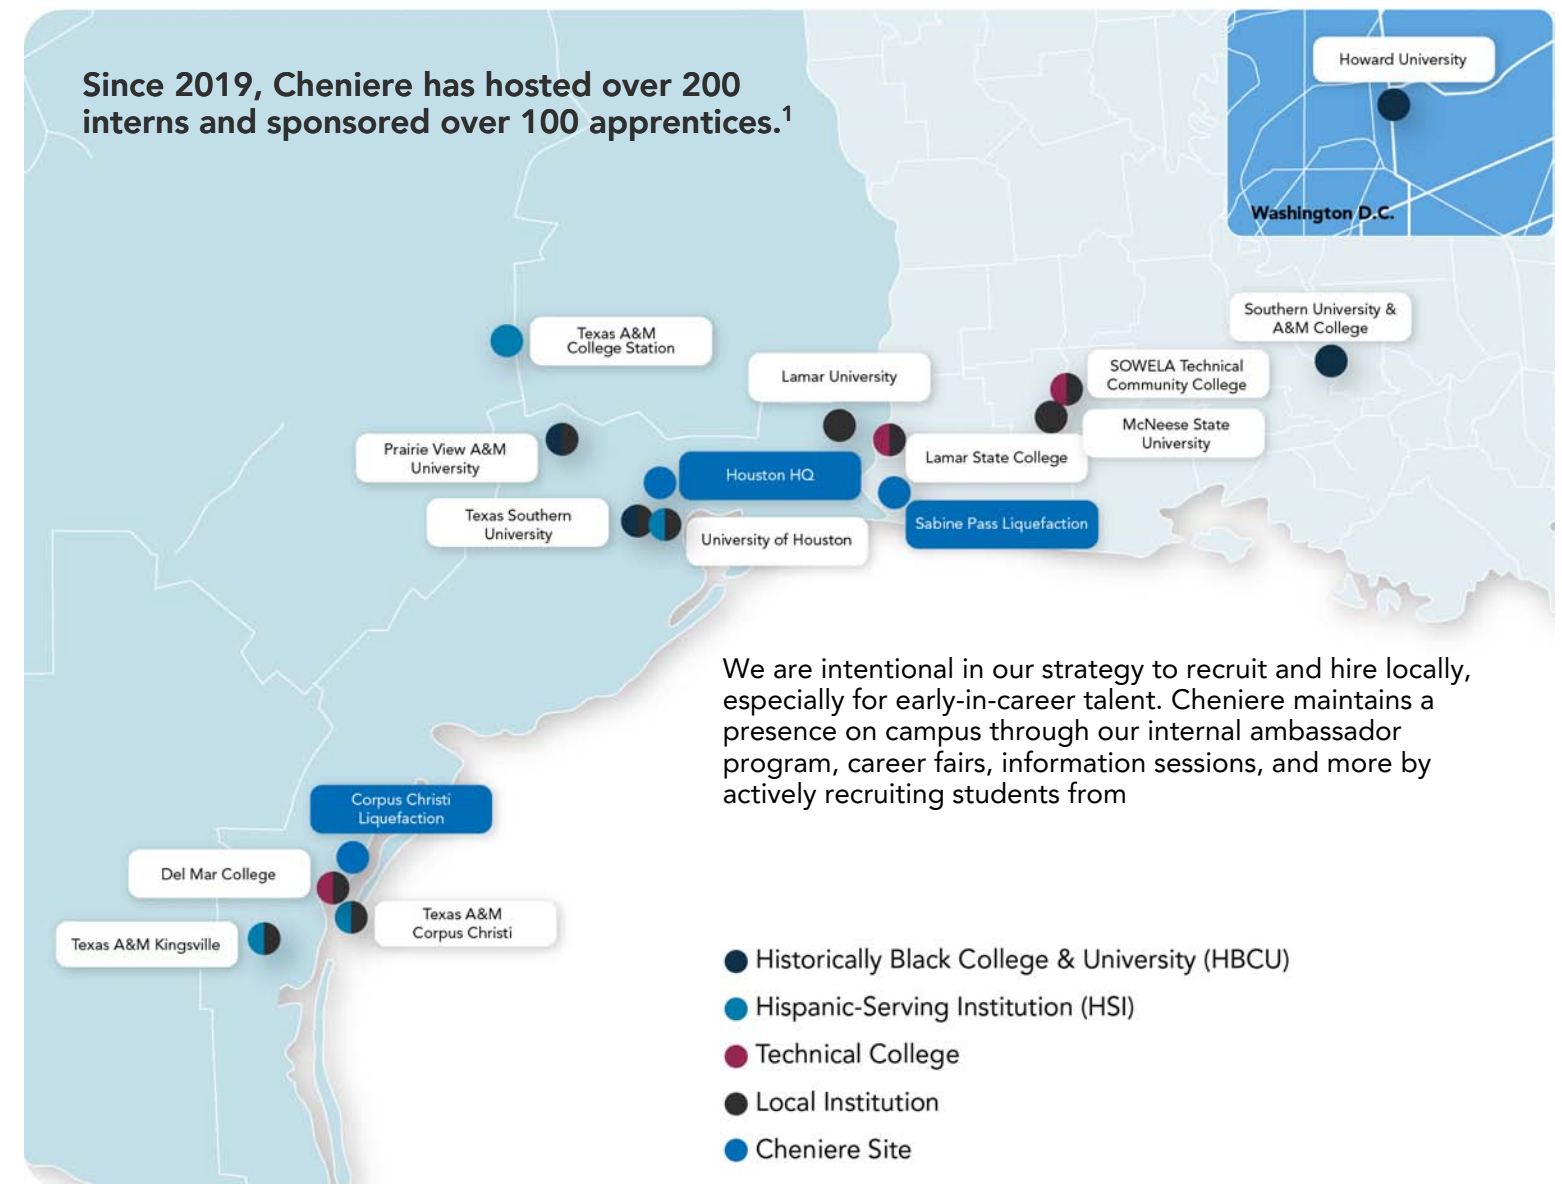 Since 2019, Cheniere has hosted over 200
interns and sponsored over 100 apprentices.¹
Howard University
Washington D.C.
Southern University &
A&M College
Texas A&M
College Station
Lamar University
SOWELA Technical
Community College
McNeese State
University
Prairie View A&M
University
Lamar State College
Houston HQ
Texas Southern
University
University of Houston
Sabine Pass Liquefaction
We are intentional in our strategy to recruit and hire locally,
especially for early-in-career talent. Cheniere maintains a
presence on campus through our internal ambassador
program, career fairs, information sessions, and more by
actively recruiting students from
Corpus Christi
Liquefaction
Del Mar College
Texas A&M
Corpus Christi
Texas A&M Kingsville
Historically Black College & University (HBCU)
Hispanic-Serving Institution (HSI)
Technical College
Local Institution
Cheniere Site